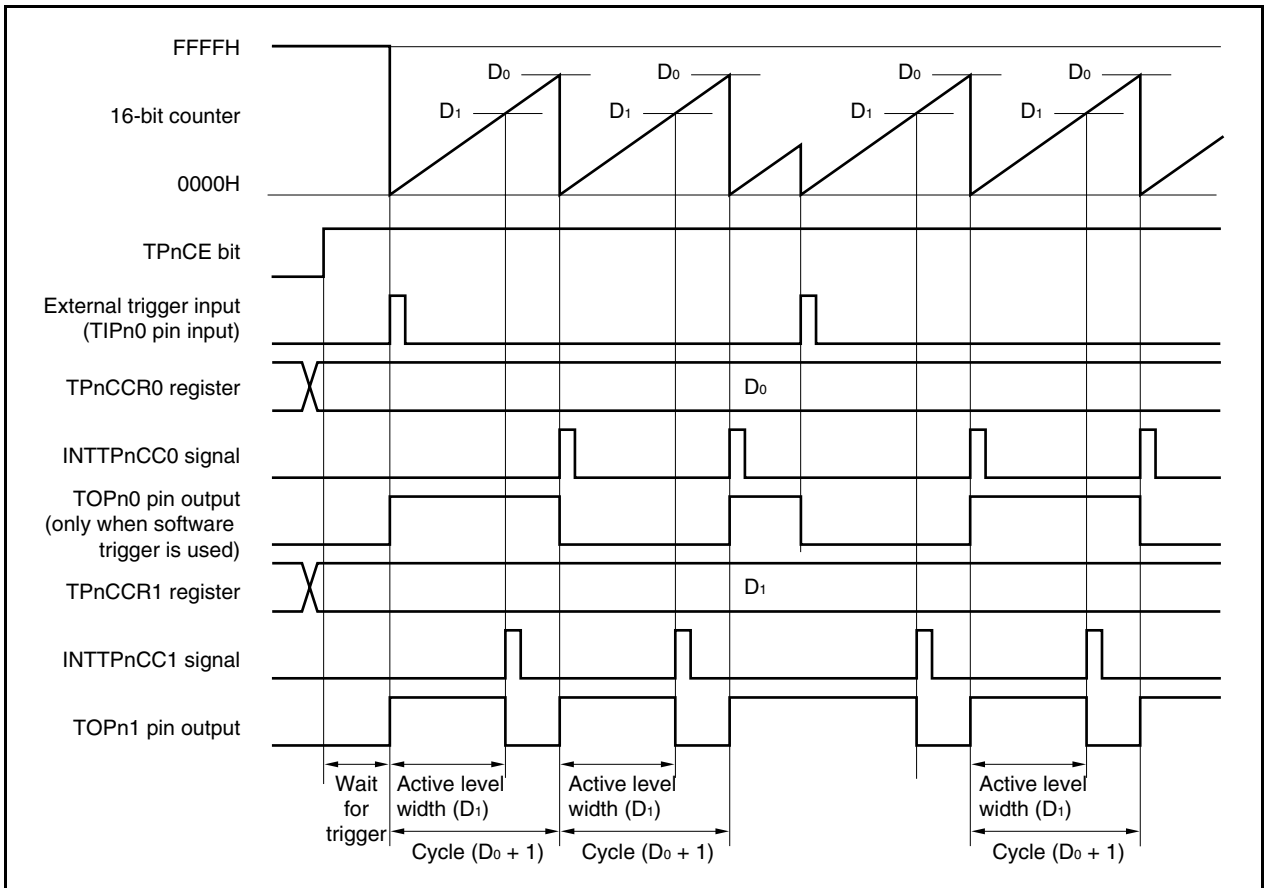 FFFFH
D0
D0
D0
D0
16-bit counter
D1
D1
D1
D1
0000H
TPnCE bit
External trigger input
(TIPn0 pin input)
TPnCCR0 register
D0
INTTPnCC0 signal
TOPn0 pin output
(only when software
trigger is used)
TPnCCR1 register
D1
INTTPnCC1 signal
TOPn1 pin output
Wait
for
trigger
Active level
width (D1)
Active level
width (D1)
Active level
width (D1)
Cycle (D0 + 1)
Cycle (D0 + 1)
Cycle (D0 + 1)